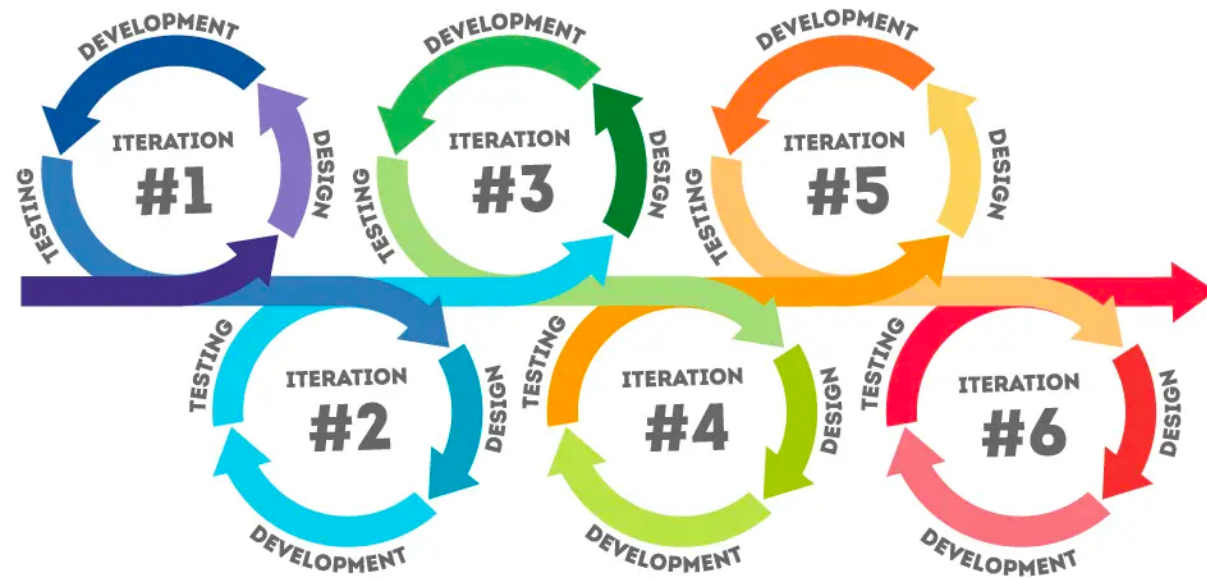 DEVELOPMENT
ITERATION
#1
DESIGN
TESTING
DEVELOPMENT
ITERATION
#3
DESIGN
TESTING
DEVELOPMENT
ITERATION
#5
DESIGN
TESTING
TESTING
ITERATION
#2
DESIGN
DEVELOPMENT
TESTING
ITERATION
#4
DESIGN
DEVELOPMENT
TESTING
ITERATION
#6
DESIGN
DEVELOPMENT